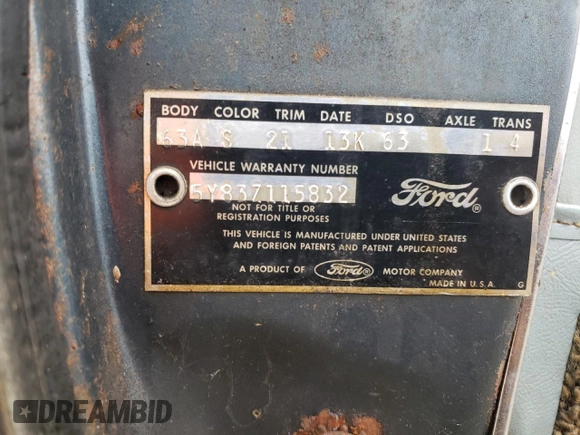 BODY COLOR TRIM DATE DSO AXLE TRANS
63A S 21 13K 63 1 4
VEHICLE WARRANTY NUMBER
5Y83Z115832
Ford®
NOT FOR TITLE OR
REGISTRATION PURPOSES
THIS VEHICLE IS MANUFACTURED UNDER UNITED STATES
AND FOREIGN PATENTS AND PATENT APPLICATIONS
A PRODUCT OF Ford® MOTOR COMPANY
MADE IN U.S.A. G
DREAMBID